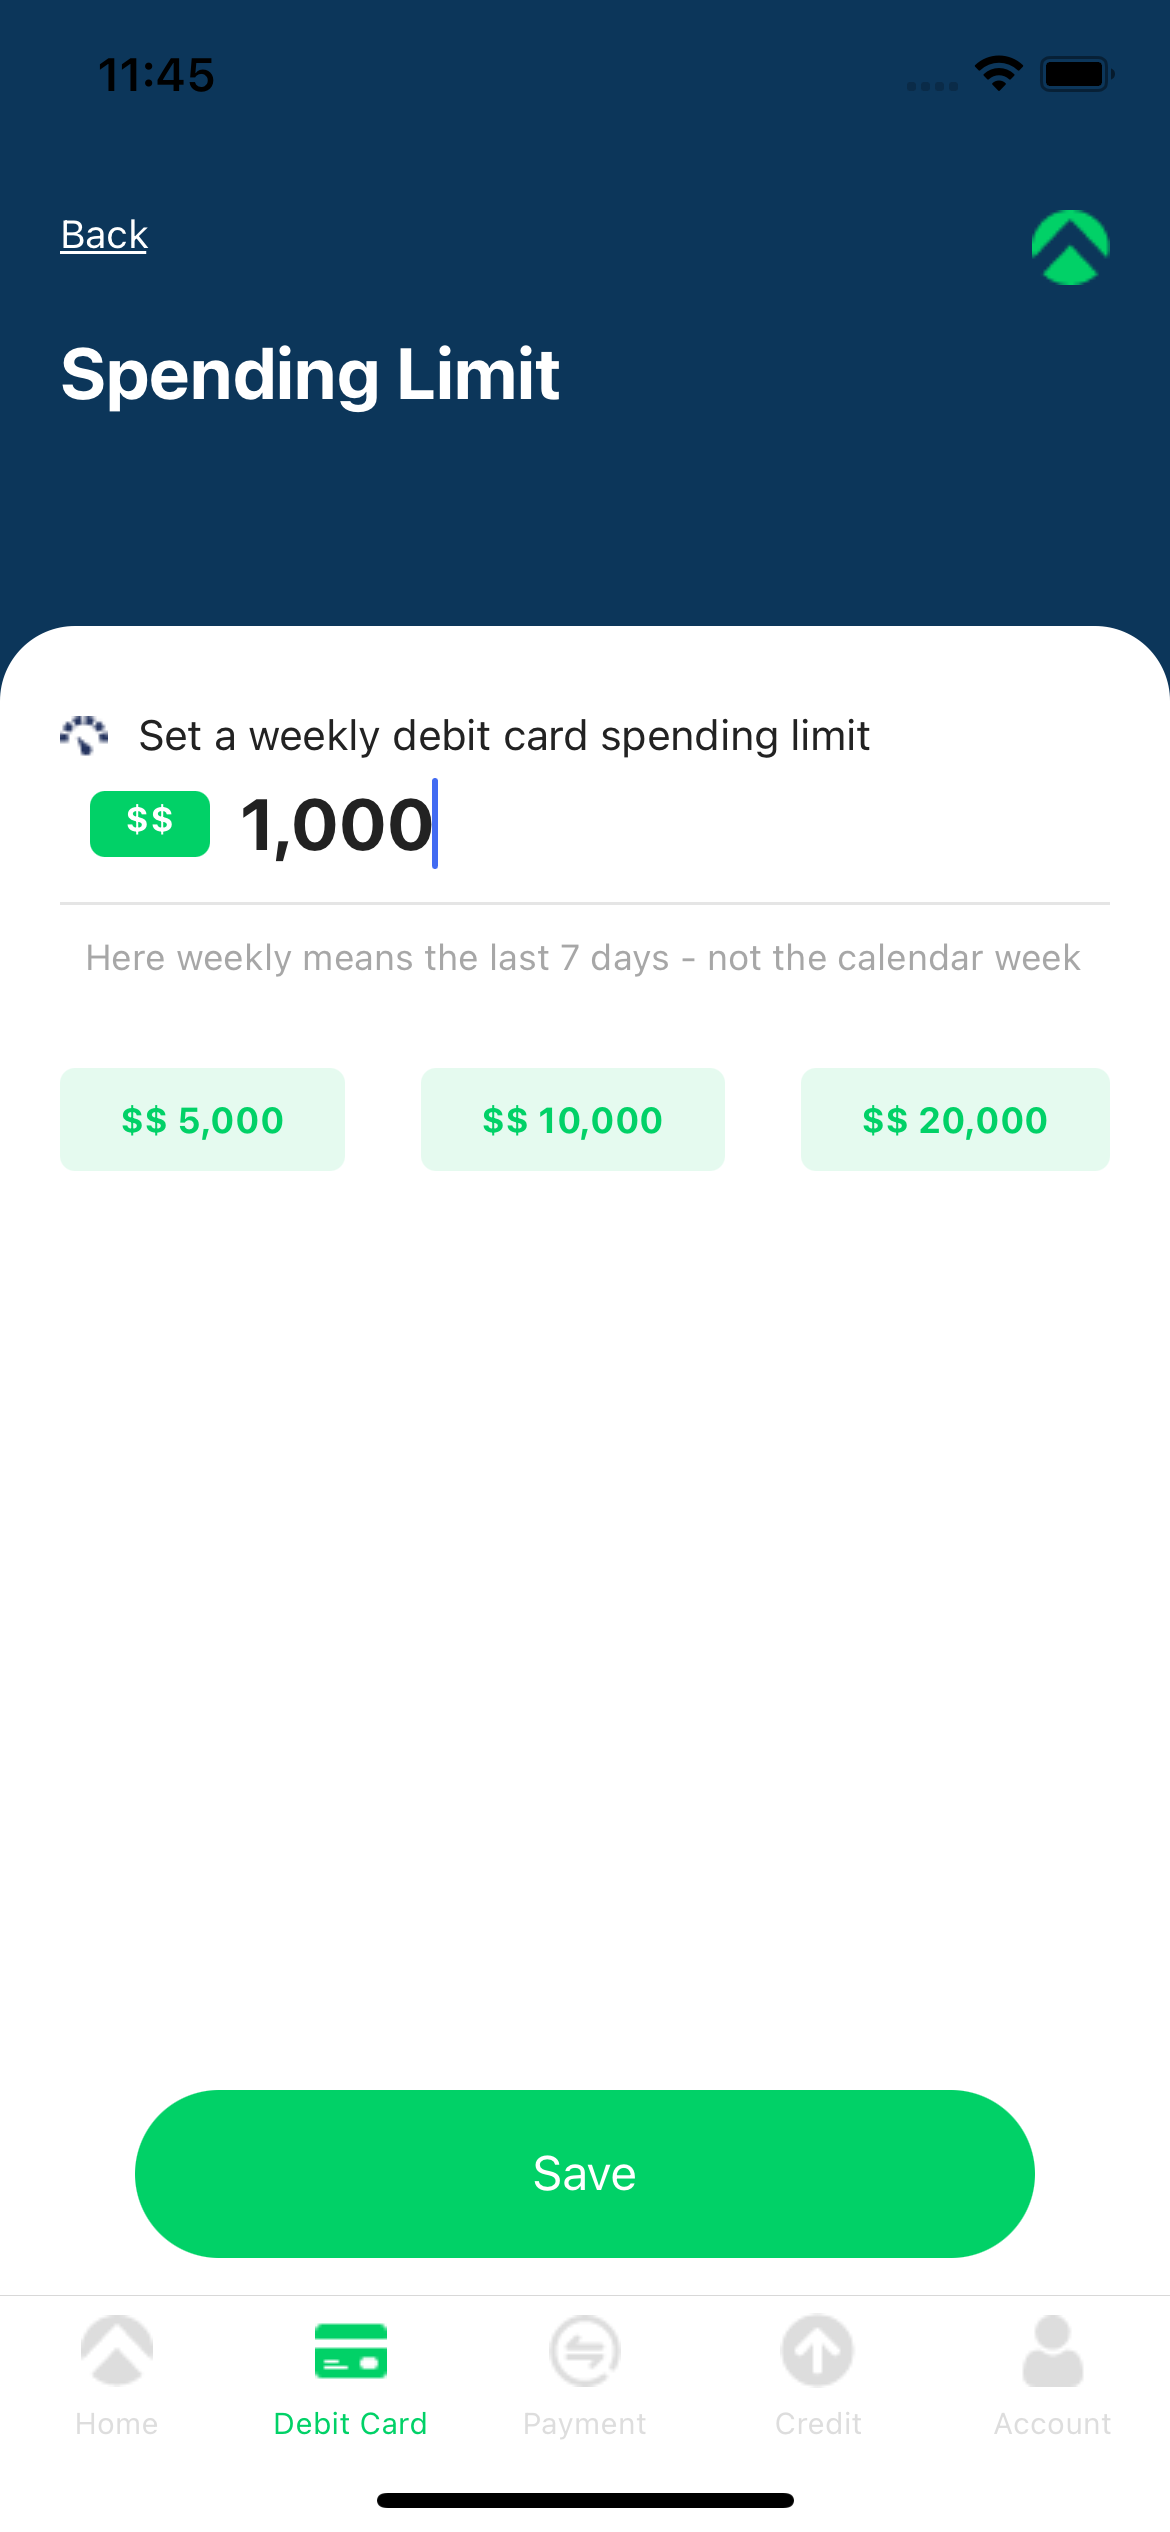 11:45
Back
Spending Limit
Set a weekly debit card spending limit
$$ 1,000
Here weekly means the last 7 days - not the calendar week
$$ 5,000 $$ 10,000 $$ 20,000
Save
Home Debit Card Payment Credit Account